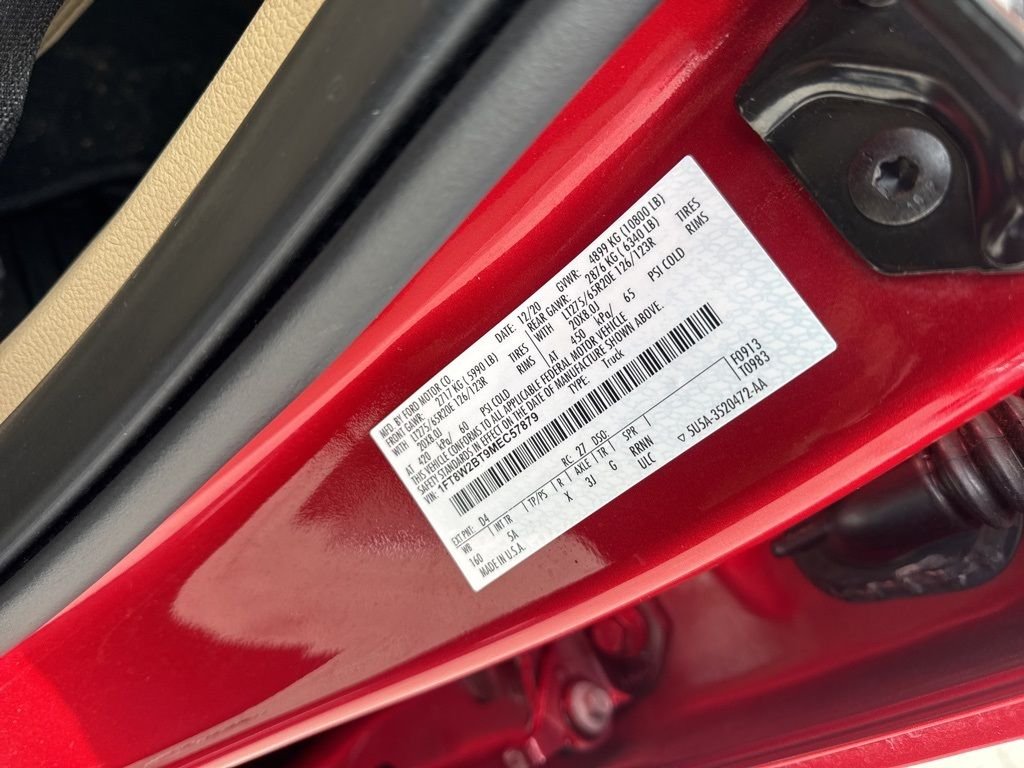 MFD. BY FORD MOTOR CO. DATE: 12/20 GVWR: 4899 KG (10800 LB)
FRONT GAWR: 2717 KG ( 5990 LB) REAR GAWR: 2876 KG ( 6340 LB)
WITH LT275/65R20E 126/123R TIRES WITH LT275/65R20E 126/123R TIRES
20X8.0J RIMS 20X8.0J RIMS
AT 420 kPa/ 60 PSI COLD AT 450 kPa/ 65 PSI COLD
THIS VEHICLE CONFORMS TO ALL APPLICABLE FEDERAL MOTOR VEHICLE
SAFETY STANDARDS IN EFFECT ON THE DATE OF MANUFACTURE SHOWN ABOVE.
VIN: 1FT8W2BT9MEC57879 TYPE: Truck
F0913
T0983
EXT PNT: D4 RC: 27 DSO:
WB INT TR TP/PS R AXLE TR SPR
160 5A X 3J G RRNN
MADE IN U.S.A. ULC
▽ 5U5A-3520472-AA